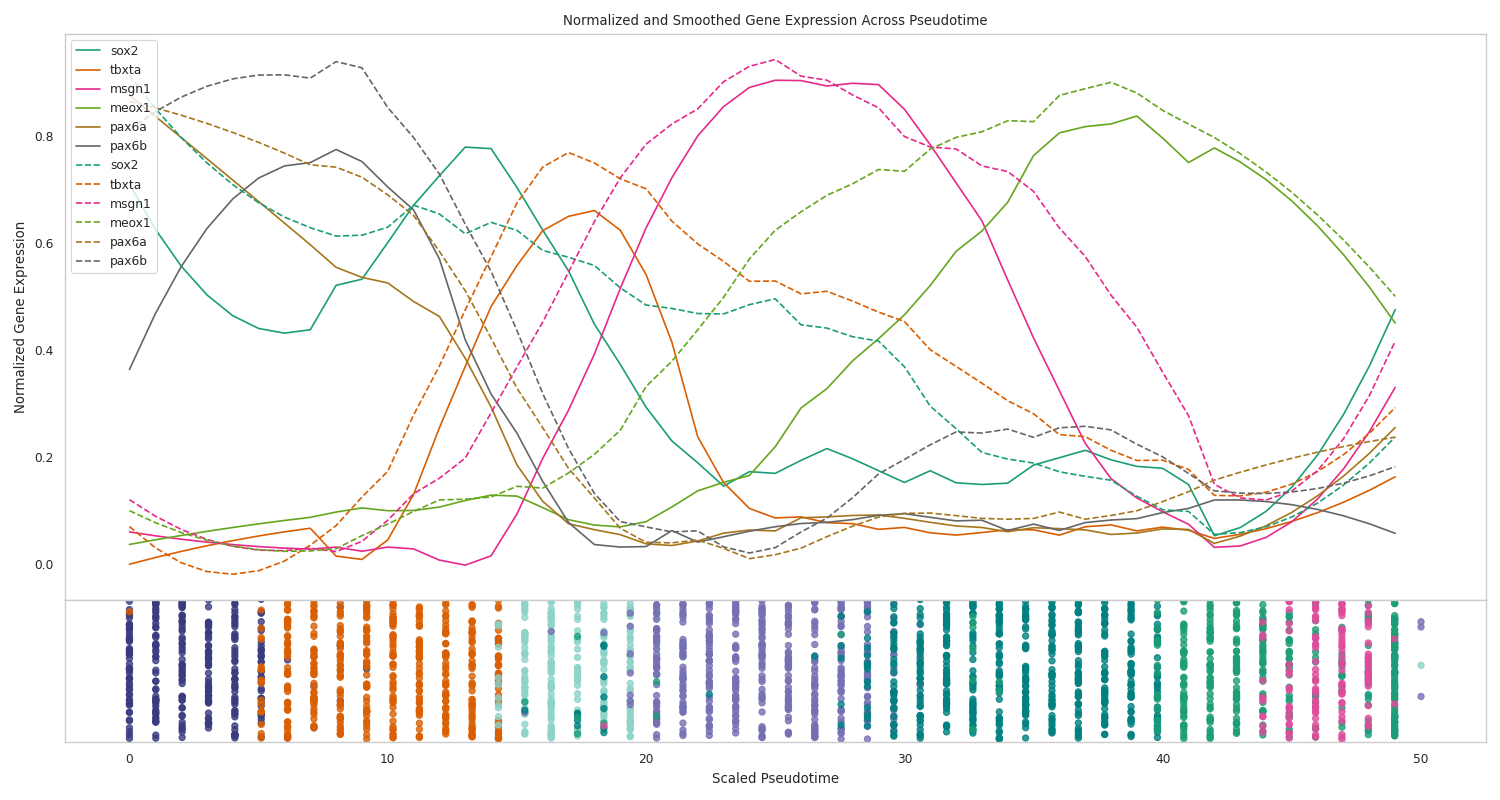 Normalized and Smoothed Gene Expression Across Pseudotime
sox2
tbxta
msgn1
meox1
pax6a
pax6b
sox2
tbxta
msgn1
meox1
pax6a
pax6b
Normalized Gene Expression
0.8
0.6
0.4
0.2
0.0
0 10 20 30 40 50
Scaled Pseudotime